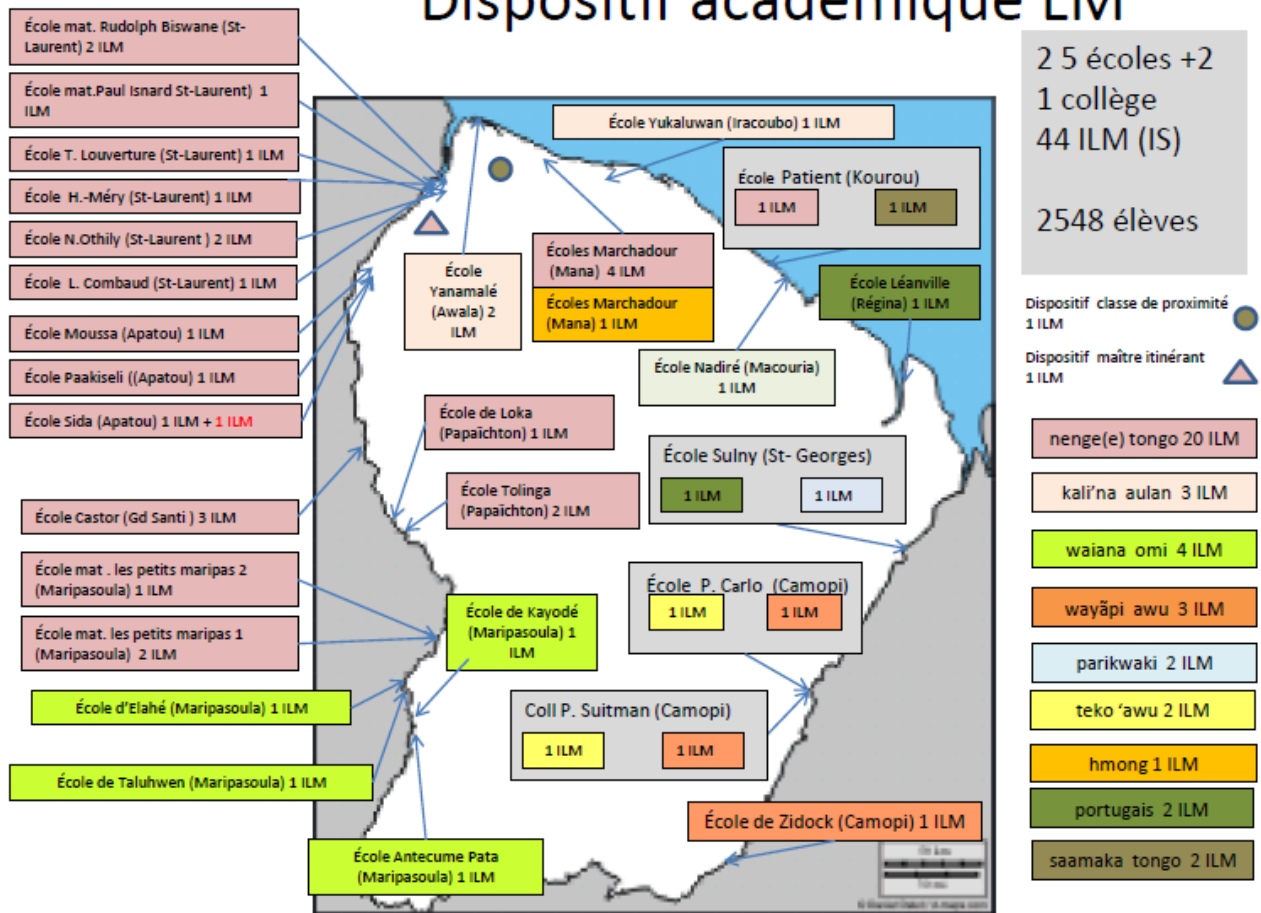 Dispositif académique LM
École mat. Rudolph Biswane (St-
Laurent) 2 ILM
École mat.Paul Isnard St-Laurent) 1
ILM
École T. Louverture (St-Laurent) 1 ILM
École H.-Méry (St-Laurent) 1 ILM
École N.Othily (St-Laurent ) 2 ILM
École L. Combaud (St-Laurent) 1 ILM
École Moussa (Apatou) 1 ILM
École Paakiseli ((Apatou) 1 ILM
École Sida (Apatou) 1 ILM + 1 ILM
École Castor (Gd Santi ) 3 ILM
École mat . les petits maripas 2
(Maripasoula) 1 ILM
École mat. les petits maripas 1
(Maripasoula) 2 ILM
École d'Elahé (Maripasoula) 1 ILM
École de Taluhwen (Maripasoula) 1 ILM
École Antecume Pata
(Maripasoula) 1 ILM
École Yukaluwan (Iracoubo) 1 ILM
École Patient (Kourou)
1 ILM
1 ILM
École
Yanamalé
(Awala) 2
ILM
Écoles Marchadour
(Mana) 4 ILM
Écoles Marchadour
(Mana) 1 ILM
École Léanville
(Régina) 1 ILM
École Nadiré (Macouria)
1 ILM
École de Loka
(Papaïchton) 1 ILM
École Tolinga
(Papaïchton) 2 ILM
École Sulny (St- Georges)
1 ILM
1 ILM
École P. Carlo (Camopi)
1 ILM
1 ILM
École de Kayodé
(Maripasoula) 1
ILM
Coll P. Suitman (Camopi)
1 ILM
1 ILM
École de Zidock (Camopi) 1 ILM
2 5 écoles +2
1 collège
44 ILM (IS)
2548 élèves
Dispositif classe de proximité
1 ILM
Dispositif maître itinérant
1 ILM
nenge(e) tongo 20 ILM
kali'na aulan 3 ILM
waiana omi 4 ILM
wayãpi awu 3 ILM
parikwaki 2 ILM
teko 'awu 2 ILM
hmong 1 ILM
portugais 2 ILM
saamaka tongo 2 ILM